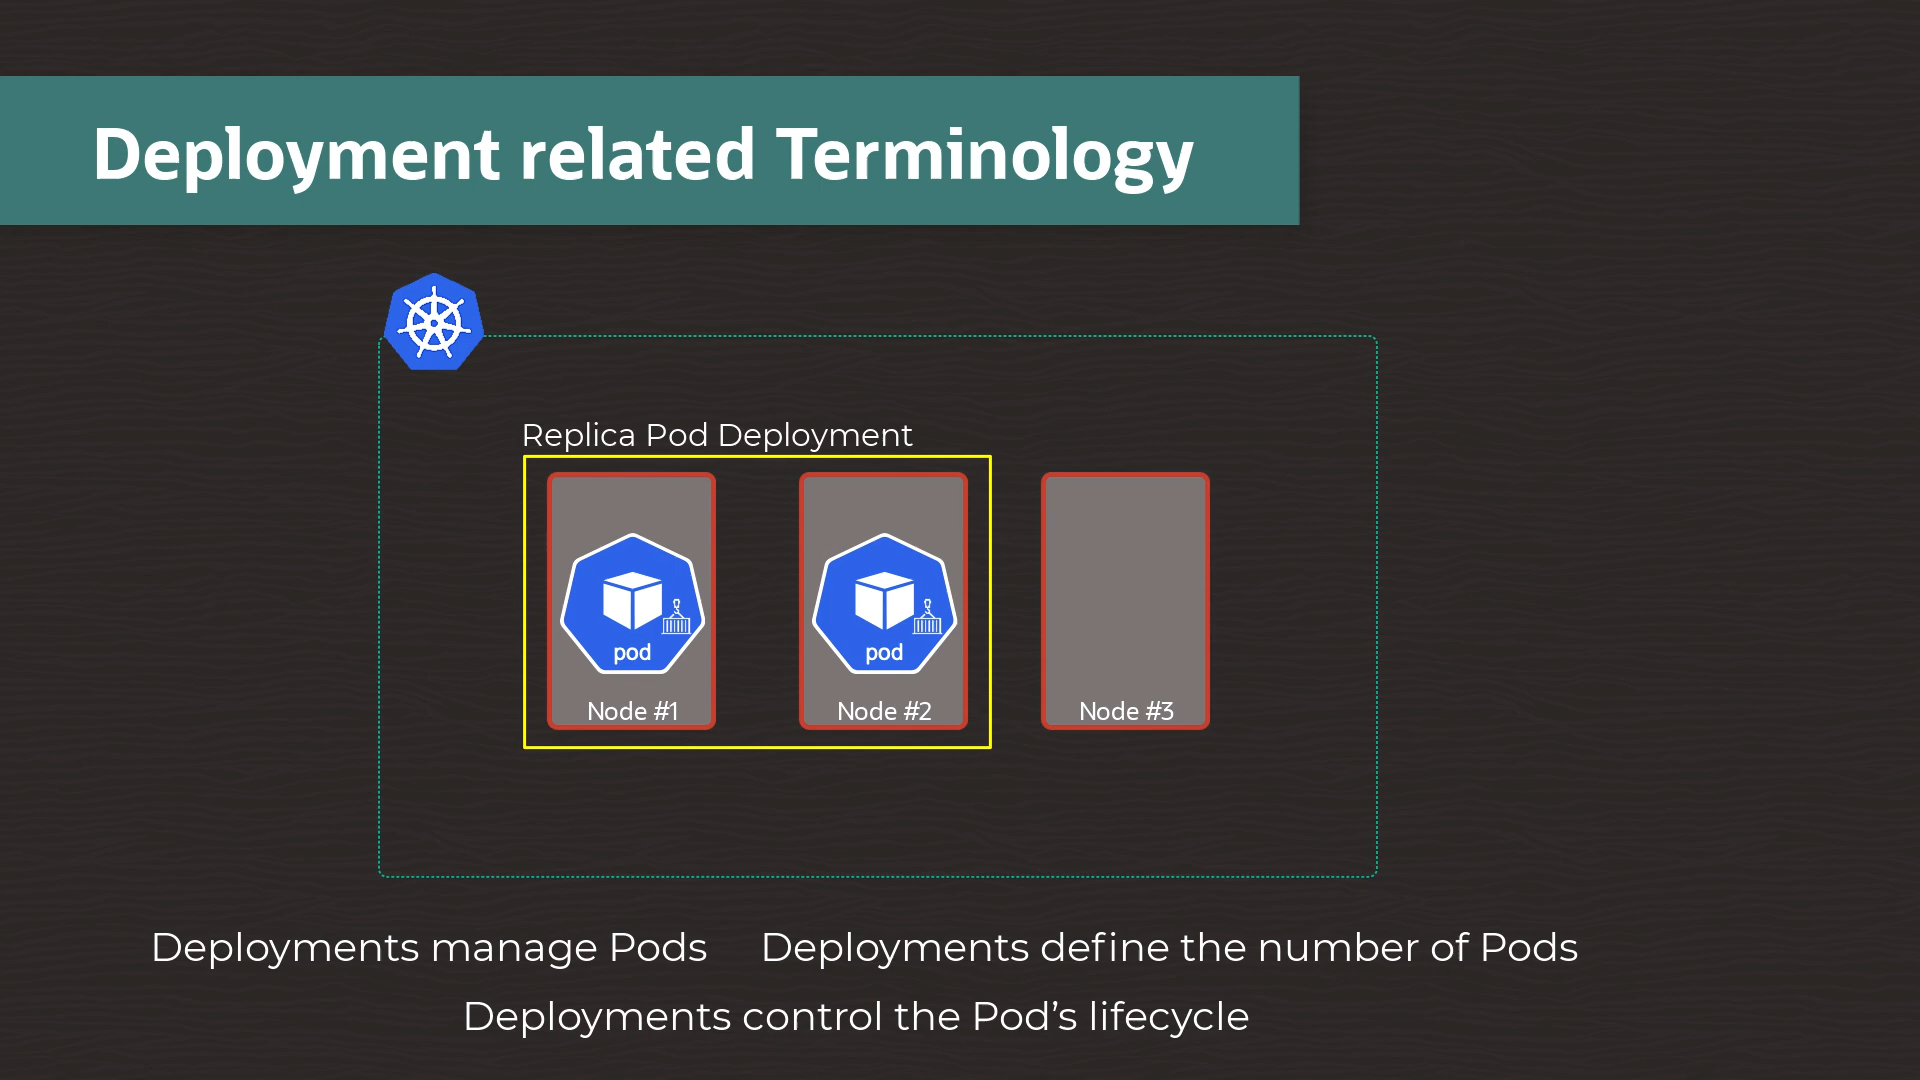 Deployment related Terminology
Replica Pod Deployment
pod
pod
Node #1
Node #2
Node #3
Deployments manage Pods
Deployments define the number of Pods
Deployments control the Pod’s lifecycle